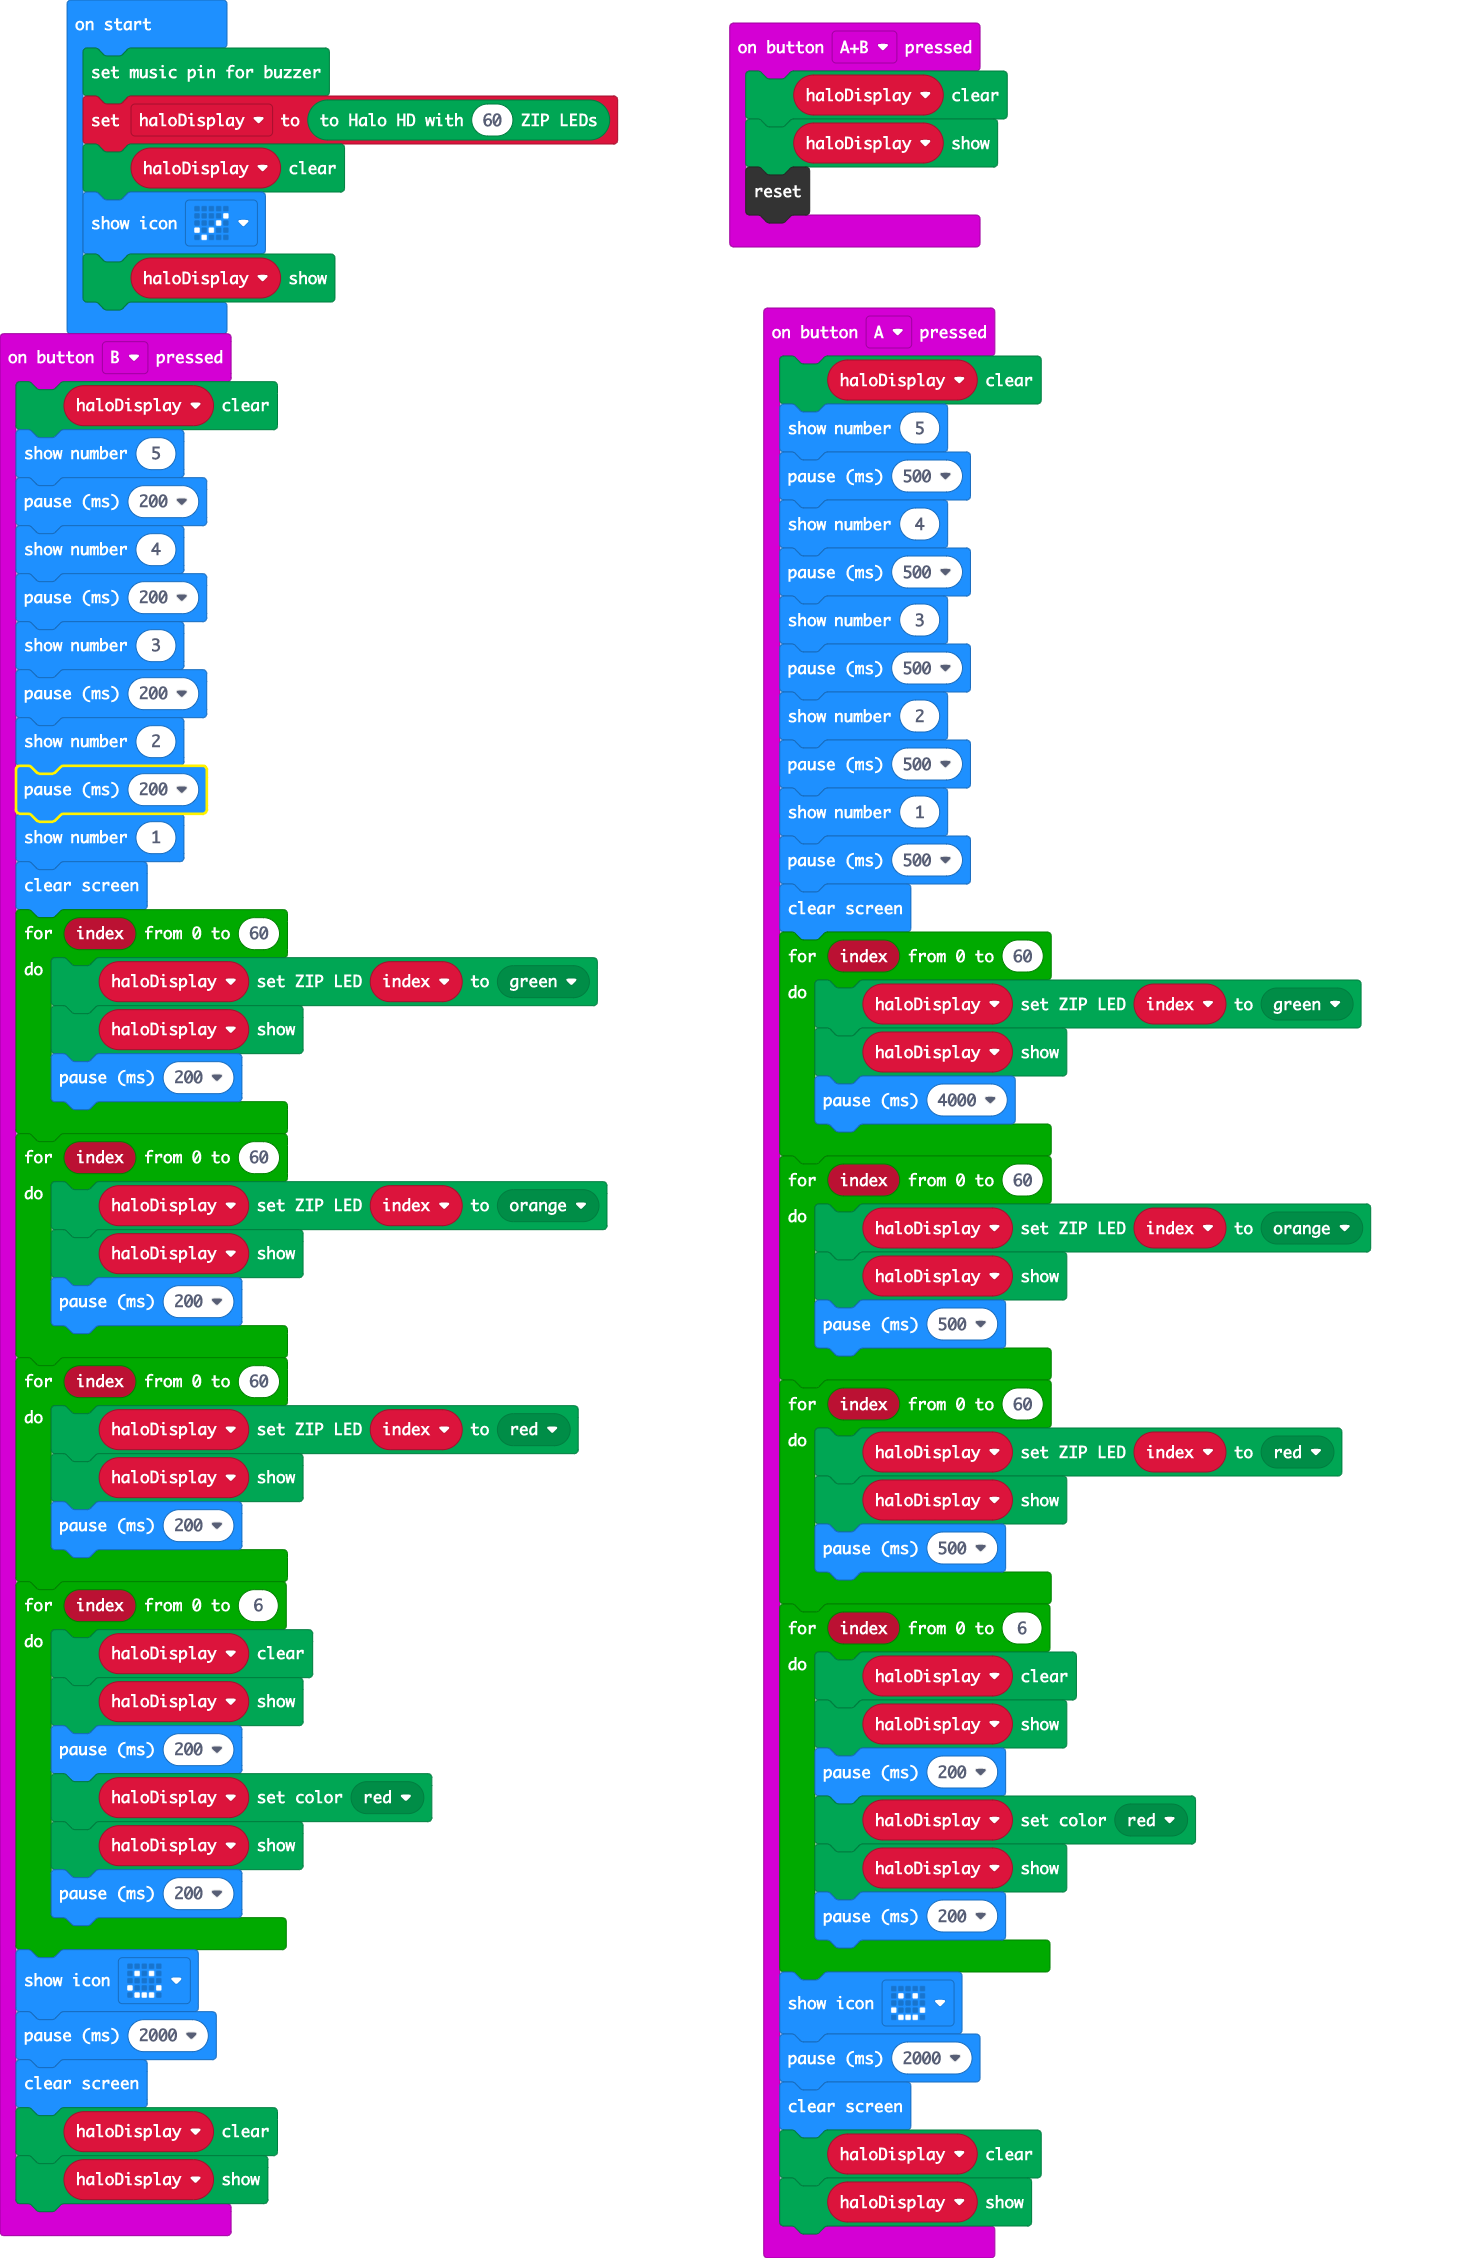 on start
set music pin for buzzer
set haloDisplay to to Halo HD with 60 ZIP LEDs
haloDisplay clear
show icon
haloDisplay show
on button B pressed
haloDisplay clear
show number 5
pause (ms) 200
show number 4
pause (ms) 200
show number 3
pause (ms) 200
show number 2
pause (ms) 200
show number 1
clear screen
for index from 0 to 60
do
haloDisplay set ZIP LED index to green
haloDisplay show
pause (ms) 200
for index from 0 to 60
do
haloDisplay set ZIP LED index to orange
haloDisplay show
pause (ms) 200
for index from 0 to 60
do
haloDisplay set ZIP LED index to red
haloDisplay show
pause (ms) 200
for index from 0 to 6
do
haloDisplay clear
haloDisplay show
pause (ms) 200
haloDisplay set color red
haloDisplay show
pause (ms) 200
show icon
pause (ms) 2000
clear screen
haloDisplay clear
haloDisplay show
on button A+B pressed
haloDisplay clear
haloDisplay show
reset
on button A pressed
haloDisplay clear
show number 5
pause (ms) 500
show number 4
pause (ms) 500
show number 3
pause (ms) 500
show number 2
pause (ms) 500
show number 1
pause (ms) 500
clear screen
for index from 0 to 60
do
haloDisplay set ZIP LED index to green
haloDisplay show
pause (ms) 4000
for index from 0 to 60
do
haloDisplay set ZIP LED index to orange
haloDisplay show
pause (ms) 500
for index from 0 to 60
do
haloDisplay set ZIP LED index to red
haloDisplay show
pause (ms) 500
for index from 0 to 6
do
haloDisplay clear
haloDisplay show
pause (ms) 200
haloDisplay set color red
haloDisplay show
pause (ms) 200
show icon
pause (ms) 2000
clear screen
haloDisplay clear
haloDisplay show